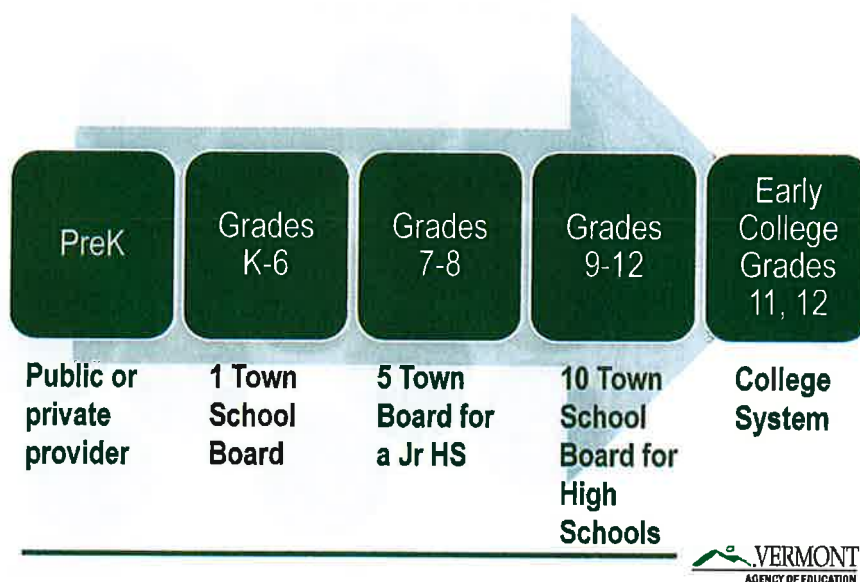 PreK
Grades
K-6
Grades
7-8
Grades
9-12
Early
College
Grades
11, 12
Public or
private
provider
1 Town
School
Board
5 Town
Board for
a Jr HS
10 Town
School
Board for
High
Schools
College
System
VERMONT
AGENCY OF EDUCATION